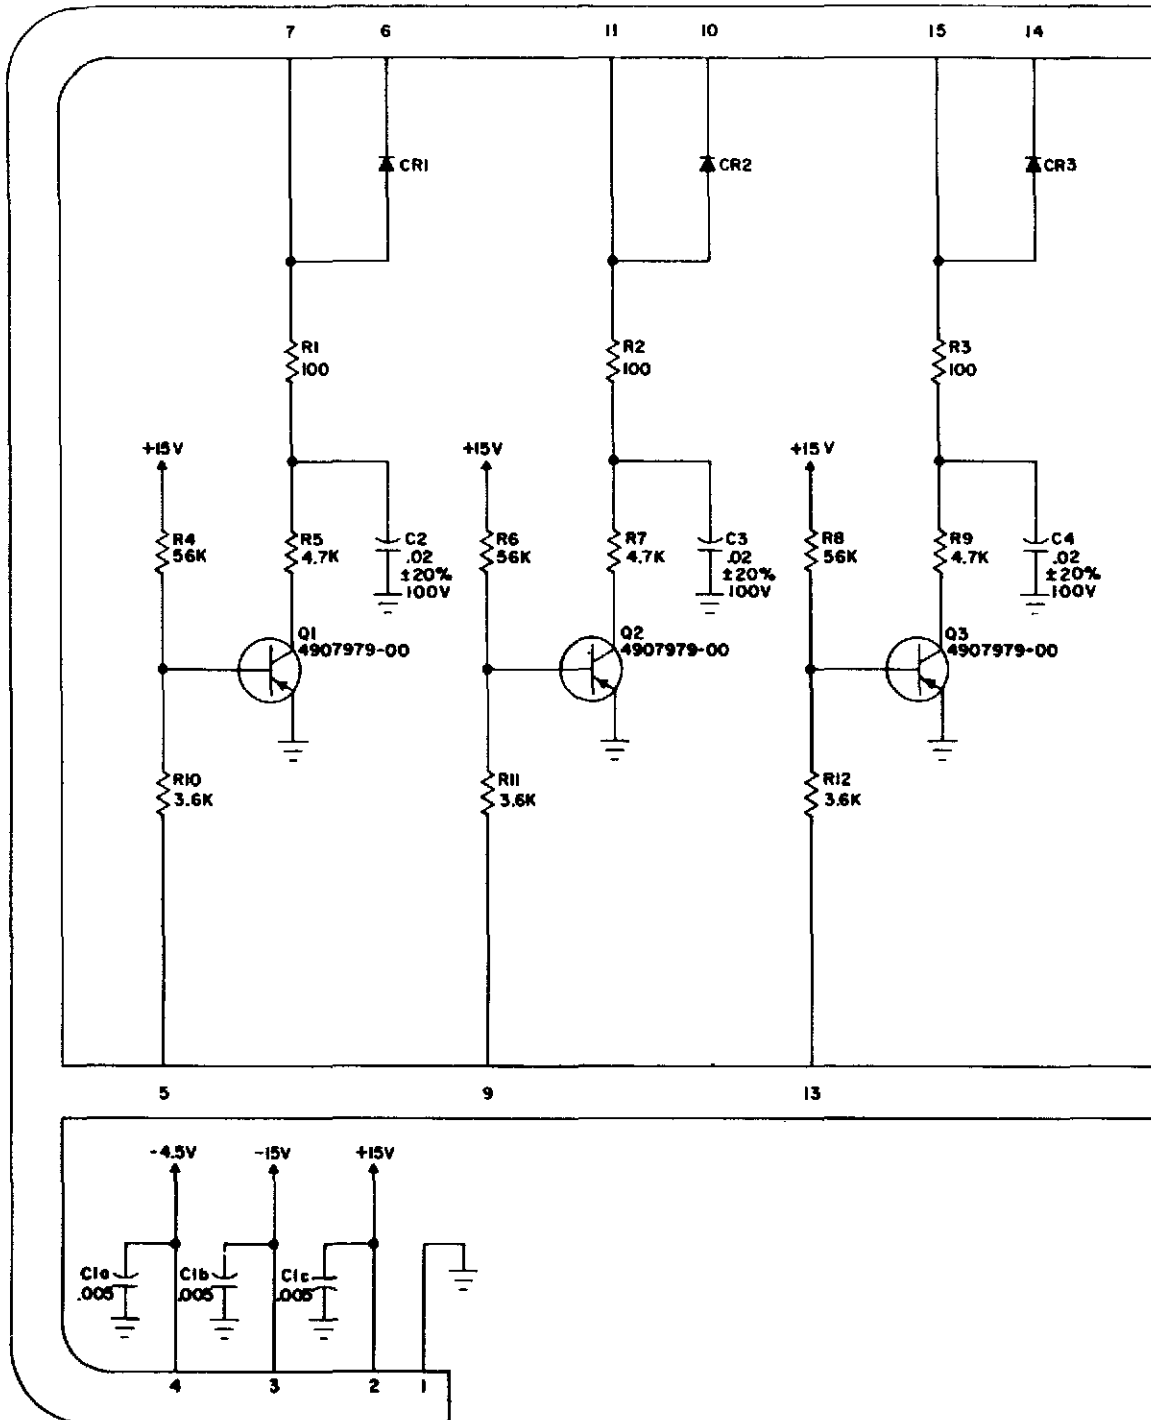 7 6 11 10 15 14
CR1 CR2 CR3
R1
100
R2
100
R3
100
+15V +15V +15V
R4
56K
R5
4.7K
C2
.02
±20%
100V
R6
56K
R7
4.7K
C3
.02
±20%
100V
R8
56K
R9
4.7K
C4
.02
±20%
100V
Q1
4907979-00
Q2
4907979-00
Q3
4907979-00
R10
3.6K
R11
3.6K
R12
3.6K
5 9 13
-4.5V -15V +15V
C1a
.005
C1b
.005
C1c
.005
4 3 2 1